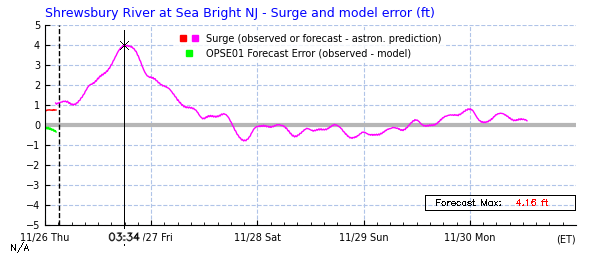 Shrewsbury River at Sea Bright NJ - Surge and model error (ft)
Surge (observed or forecast - astron. prediction)
OPSE01 Forecast Error (observed - model)
5
4
3
2
1
0
−1
−2
−3
−4
−5
Forecast Max: 4.16 ft
11/26 Thu 03:34 /27 Fri 11/28 Sat 11/29 Sun 11/30 Mon (ET)
N/A